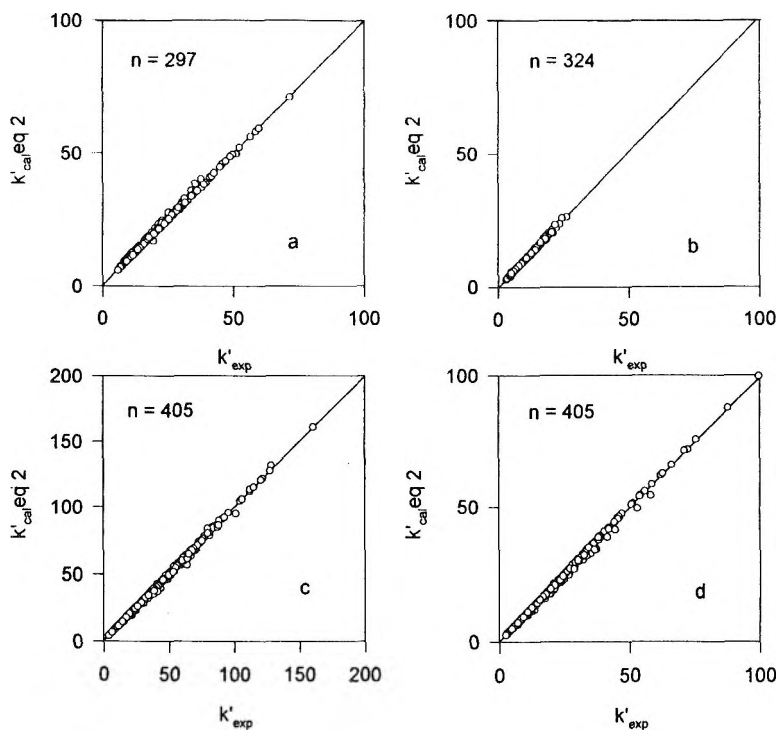 100
50
0
k'cal eq 2
n = 297
a
0 50 100
k'exp
100
50
0
k'cal eq 2
n = 324
b
0 50 100
k'exp
200
150
100
50
0
k'cal eq 2
n = 405
c
0 50 100 150 200
k'exp
100
50
0
k'cal eq 2
n = 405
d
0 50 100
k'exp